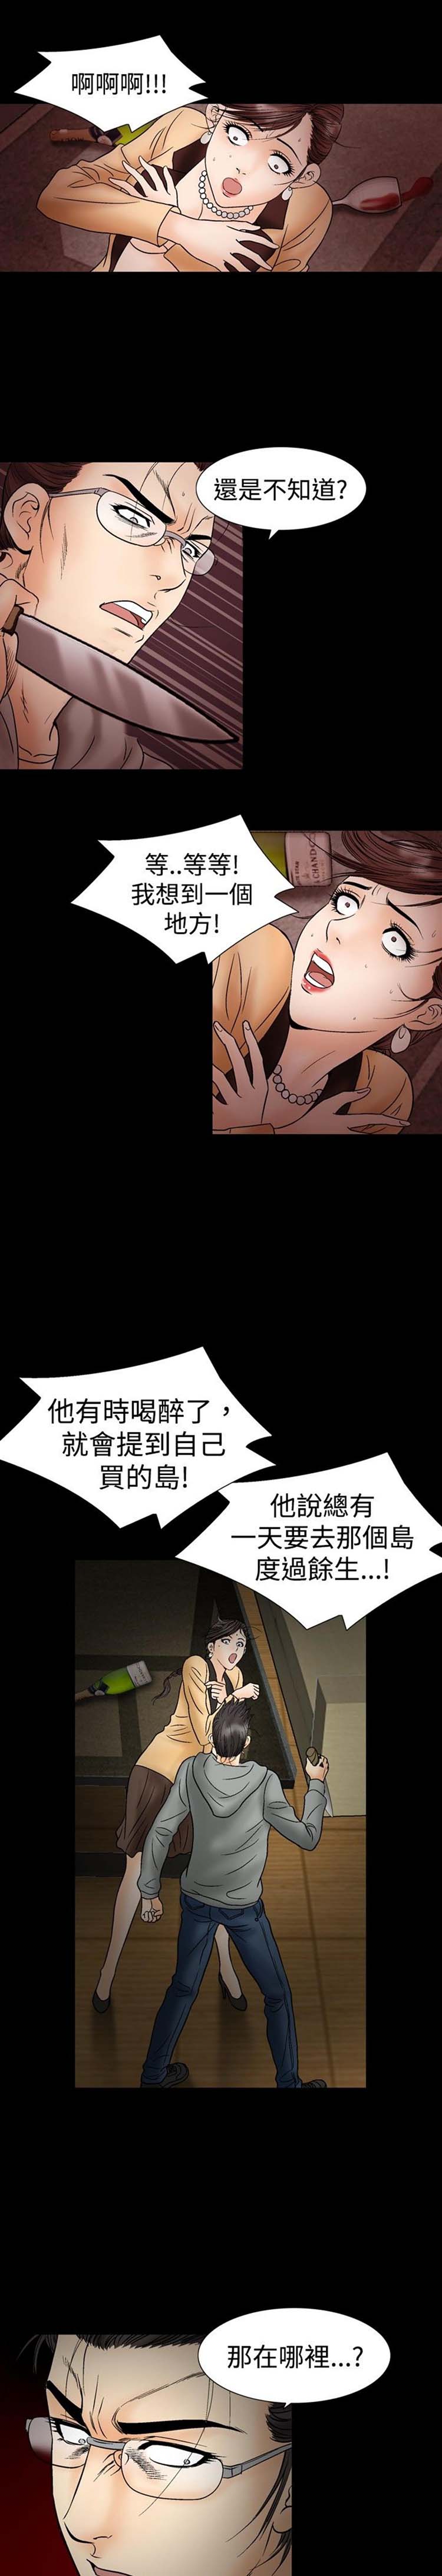 啊啊啊!!!
還是不知道?
等..等等!
我想到一個
地方!
CHANDO
他有時喝醉了，
就會提到自己
買的島!
他說總有
一天要去那個島
度過餘生...!
那在哪裡...?